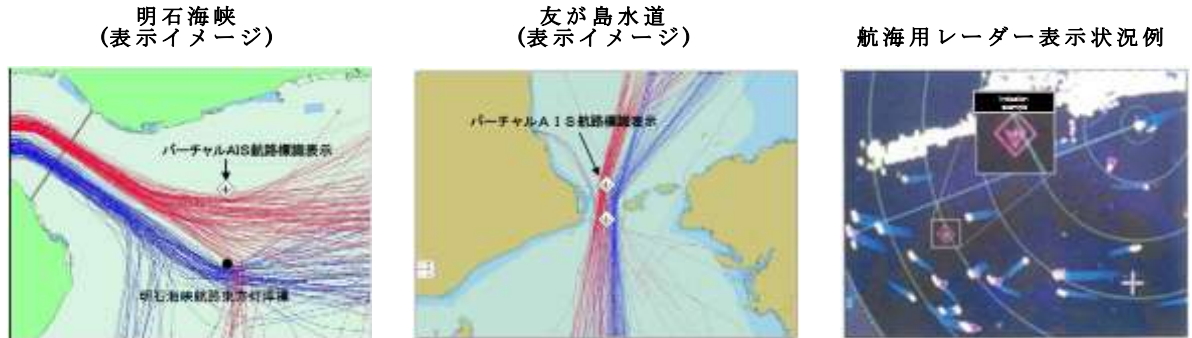 明石海峡
(表示イメージ)
友が島水道
(表示イメージ)
航海用レーダー表示状況例
バーチャルAIS航路標識表示
明石海峡航路東方灯浮標
バーチャルAIS航路標識表示